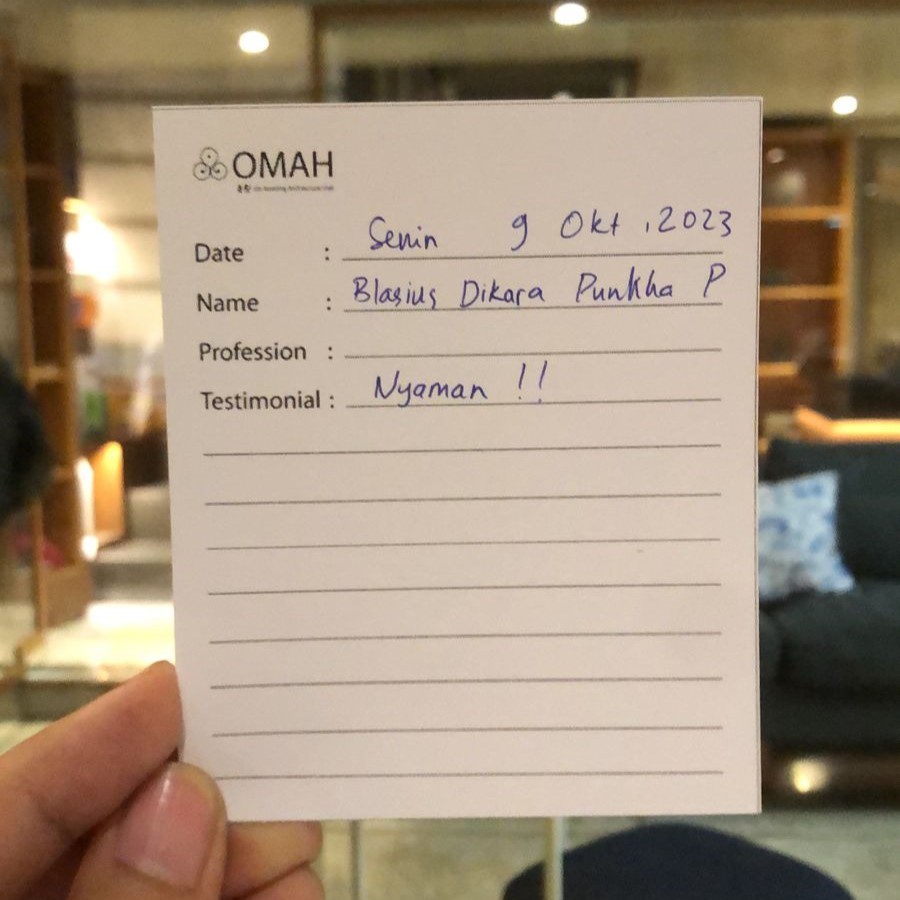 OMAH
Date : Senin 9 Okt, 2023
Name : Blasius Dikara Punkha P
Profession :
Testimonial : Nyaman !!